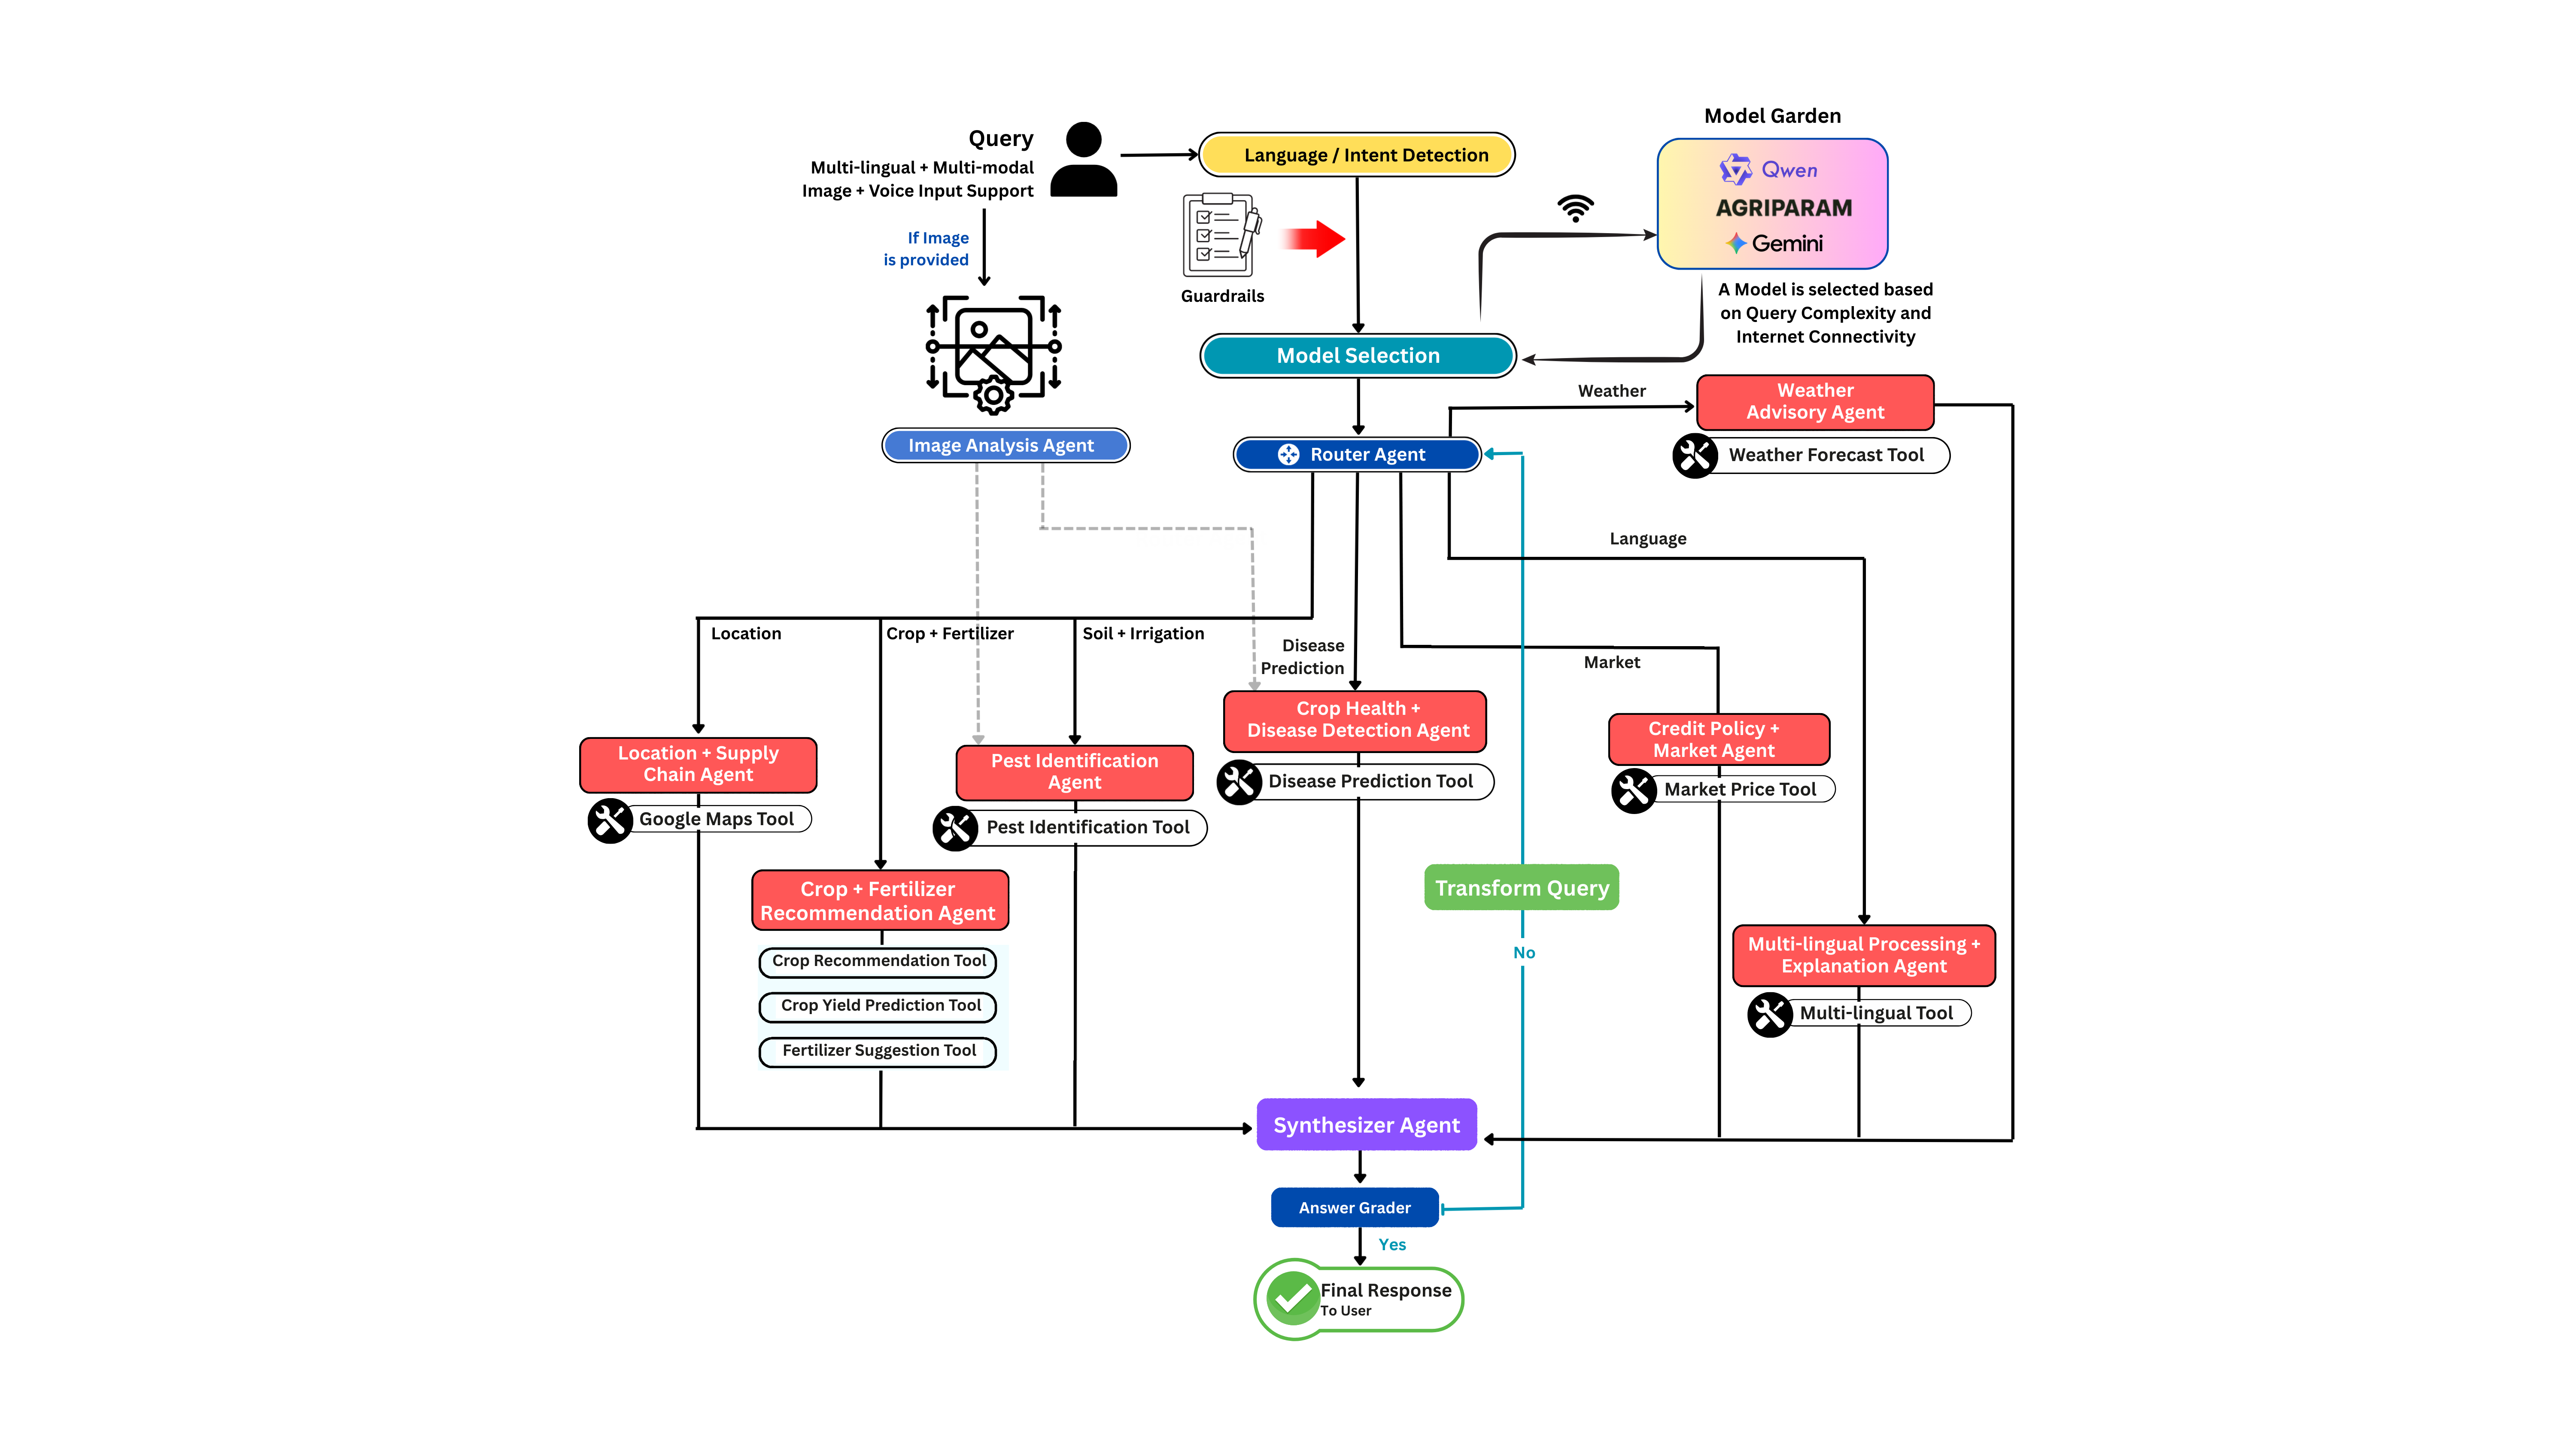 Query
Multi-lingual + Multi-modal
Image + Voice Input Support
If Image
is provided
Language / Intent Detection
Guardrails
Model Garden
Qwen
AGRIPARAM
Gemini
A Model is selected based
on Query Complexity and
Internet Connectivity
Model Selection
Image Analysis Agent
Router Agent
Weather
Weather
Advisory Agent
Weather Forecast Tool
Language
Location
Crop + Fertilizer
Soil + Irrigation
Disease
Prediction
Market
Location + Supply
Chain Agent
Google Maps Tool
Pest Identification
Agent
Pest Identification Tool
Crop Health +
Disease Detection Agent
Disease Prediction Tool
Credit Policy +
Market Agent
Market Price Tool
Crop + Fertilizer
Recommendation Agent
Crop Recommendation Tool
Crop Yield Prediction Tool
Fertilizer Suggestion Tool
Transform Query
No
Multi-lingual Processing +
Explanation Agent
Multi-lingual Tool
Synthesizer Agent
Answer Grader
Yes
Final Response
To User